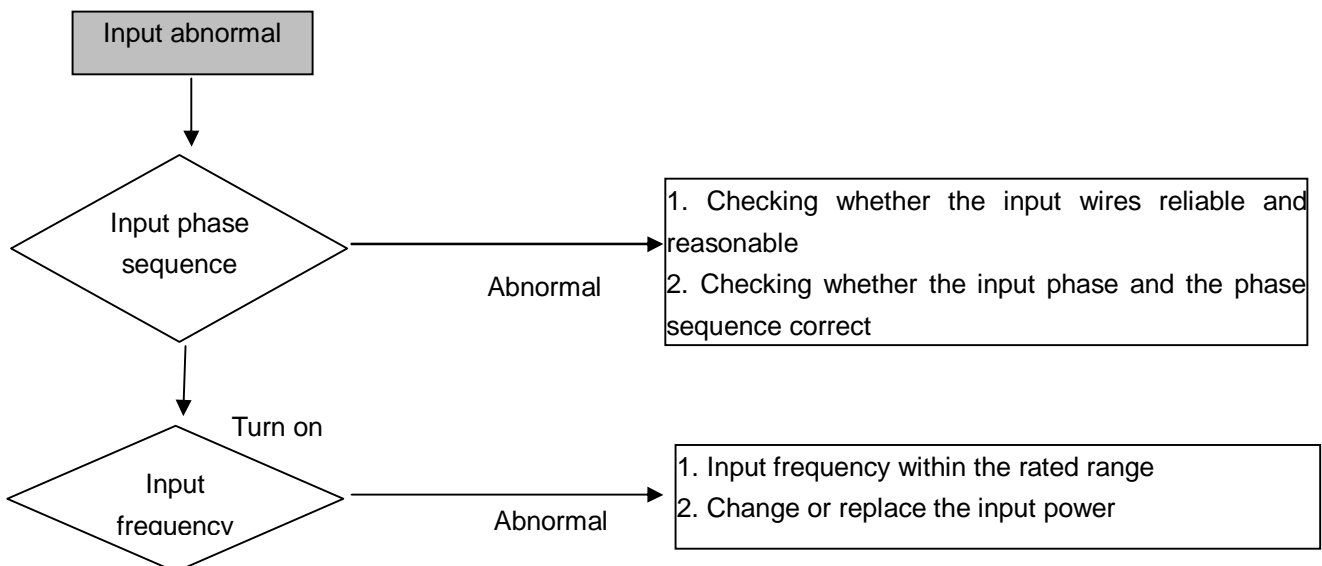 Input abnormal
Input phase
sequence
Abnormal
1. Checking whether the input wires reliable and
reasonable
2. Checking whether the input phase and the phase
sequence correct
Turn on
Input
frequency
Abnormal
1. Input frequency within the rated range
2. Change or replace the input power